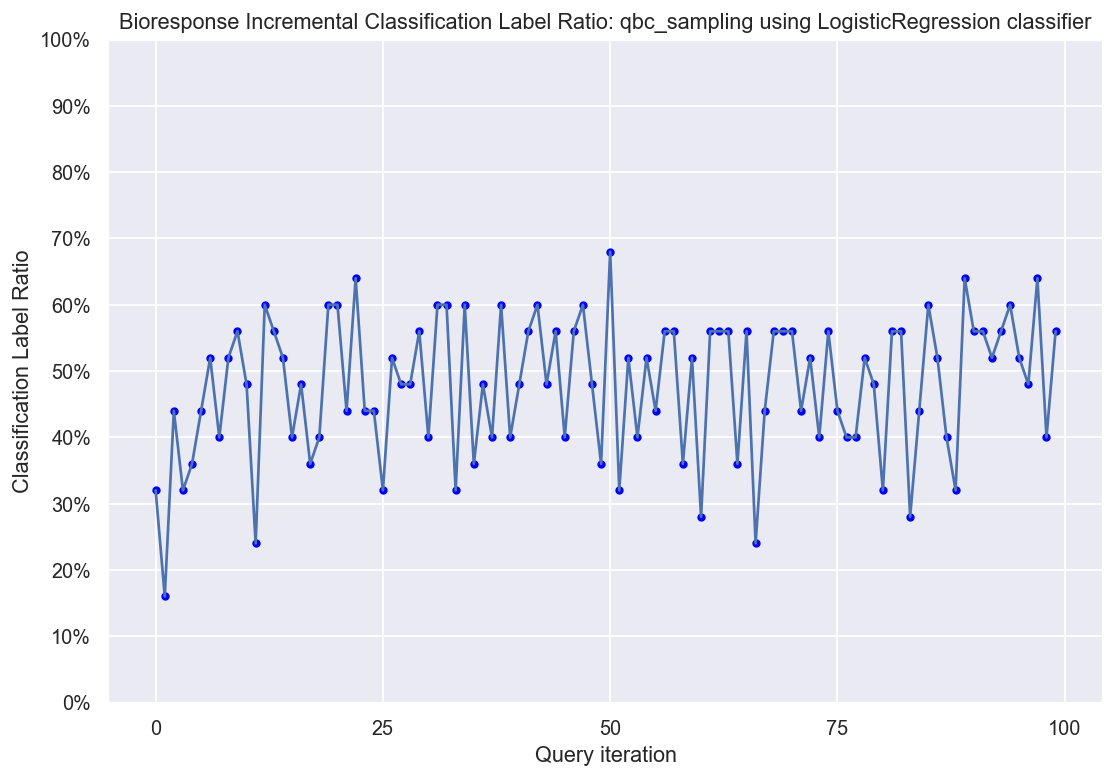 Bioresponse Incremental Classification Label Ratio: qbc_sampling using LogisticRegression classifier
100%
90%
80%
70%
60%
50%
40%
30%
20%
10%
0%
Classification Label Ratio
0 25 50 75 100
Query iteration